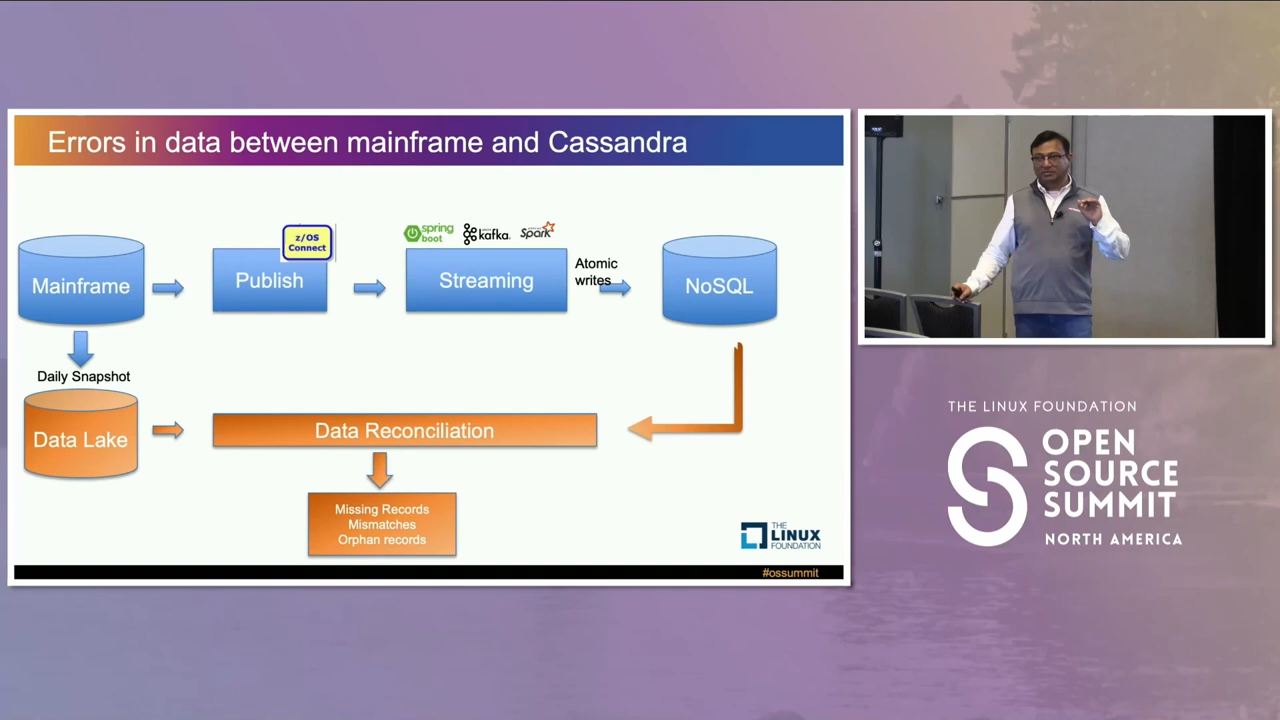 Errors in data between mainframe and Cassandra
z/OS
Connect
spring
boot
kafka.
Spark
Mainframe
Publish
Streaming
Atomic
writes
NoSQL
Daily Snapshot
Data Lake
Data Reconciliation
Missing Records
Mismatches
Orphan records
THE
LINUX
FOUNDATION
#ossummit
THE LINUX FOUNDATION
OPEN
SOURCE
SUMMIT
NORTH AMERICA